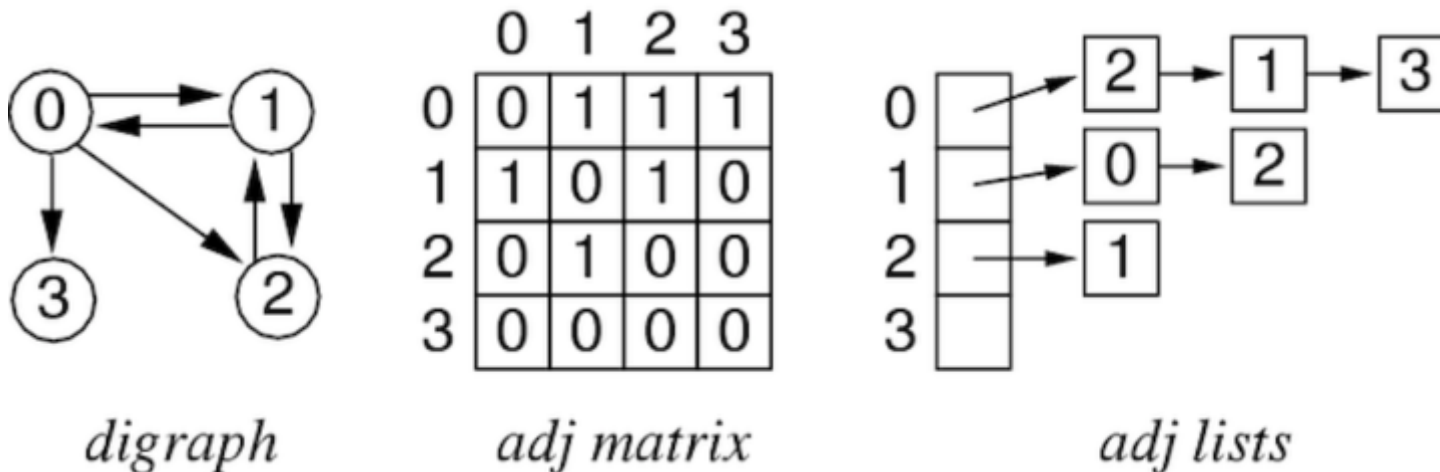 0 1 2 3
0 1
0 0 1 1 1
1 1 0 1 0
2 0 1 0 0
3 0 0 0 0
3 2
0 2 1 3
1 0 2
2 1
3
digraph
adj matrix
adj lists